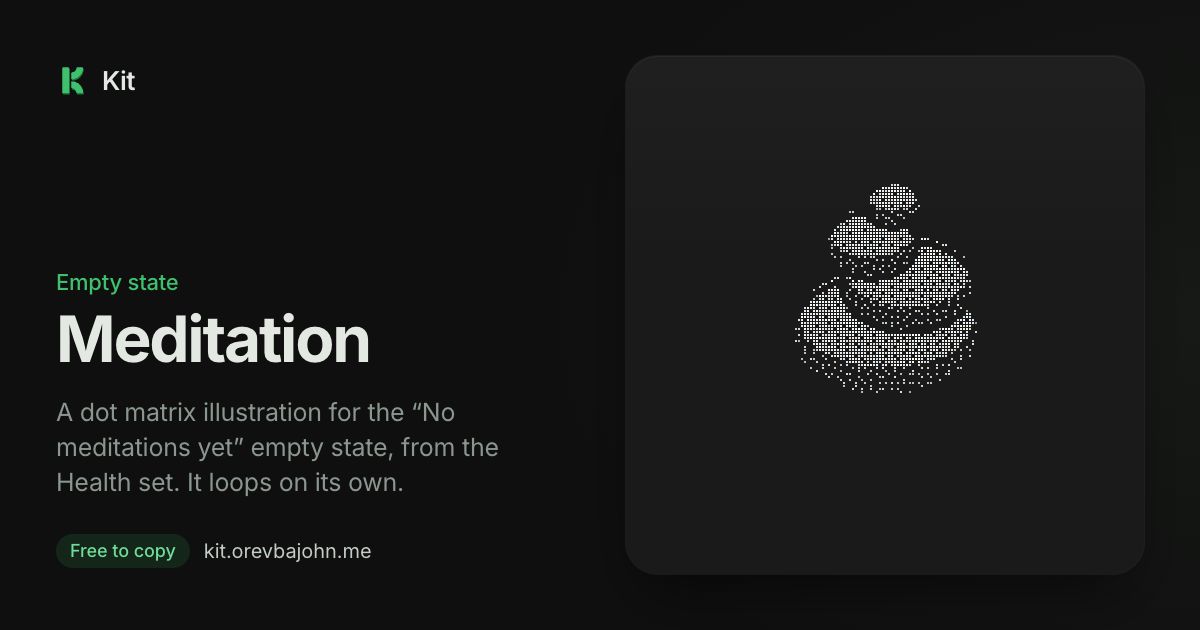 Kit
Empty state
Meditation
A dot matrix illustration for the “No
meditations yet” empty state, from the
Health set. It loops on its own.
Free to copy
kit.orevbajohn.me